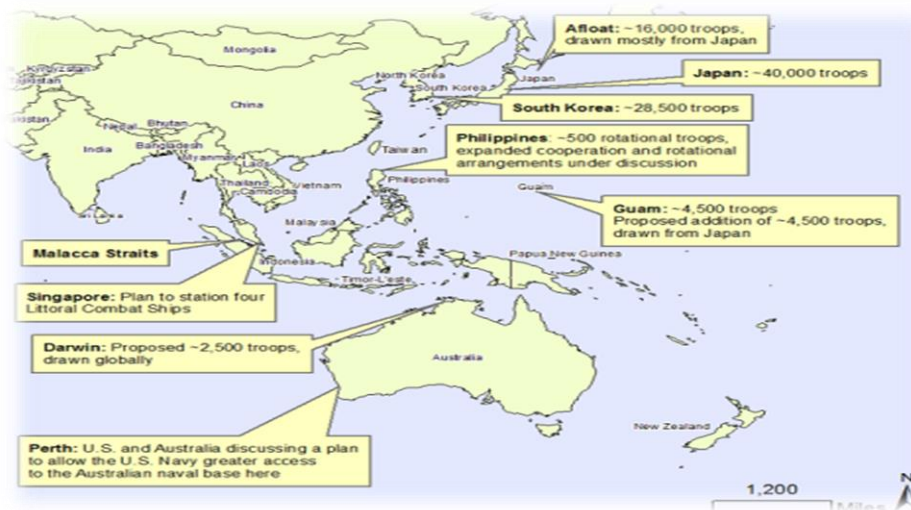 Afloat: ~16,000 troops,
drawn mostly from Japan
Mongolia
Kyrgyzstan
North Korea
Japan
Japan: ~40,000 troops
South Korea
China
South Korea: ~28,500 troops
Nepal
Bhutan
India
Bangladesh
Myanmar
Laos
Taiwan
Philippines: ~500 rotational troops,
expanded cooperation and rotational
arrangements under discussion
Thailand
Vietnam
Cambodia
Philippines
Guam
Sri Lanka
Malaysia
Guam: ~4,500 troops
Proposed addition of ~4,500 troops,
drawn from Japan
Malacca Straits
Indonesia
Papua New Guinea
Timor-L'este
Singapore: Plan to station four
Littoral Combat Ships
Darwin: Proposed ~2,500 troops,
drawn globally
Australia
New Zealand
Perth: U.S. and Australia discussing a plan
to allow the U.S. Navy greater access
to the Australian naval base here
1,200
Miles
N